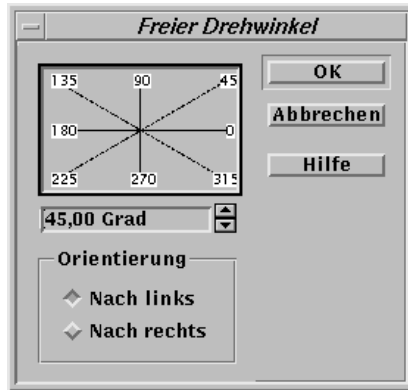 Freier Drehwinkel
135 90 45
180 0
225 270 315
45,00 Grad
Orientierung
Nach links
Nach rechts
OK
Abbrechen
Hilfe